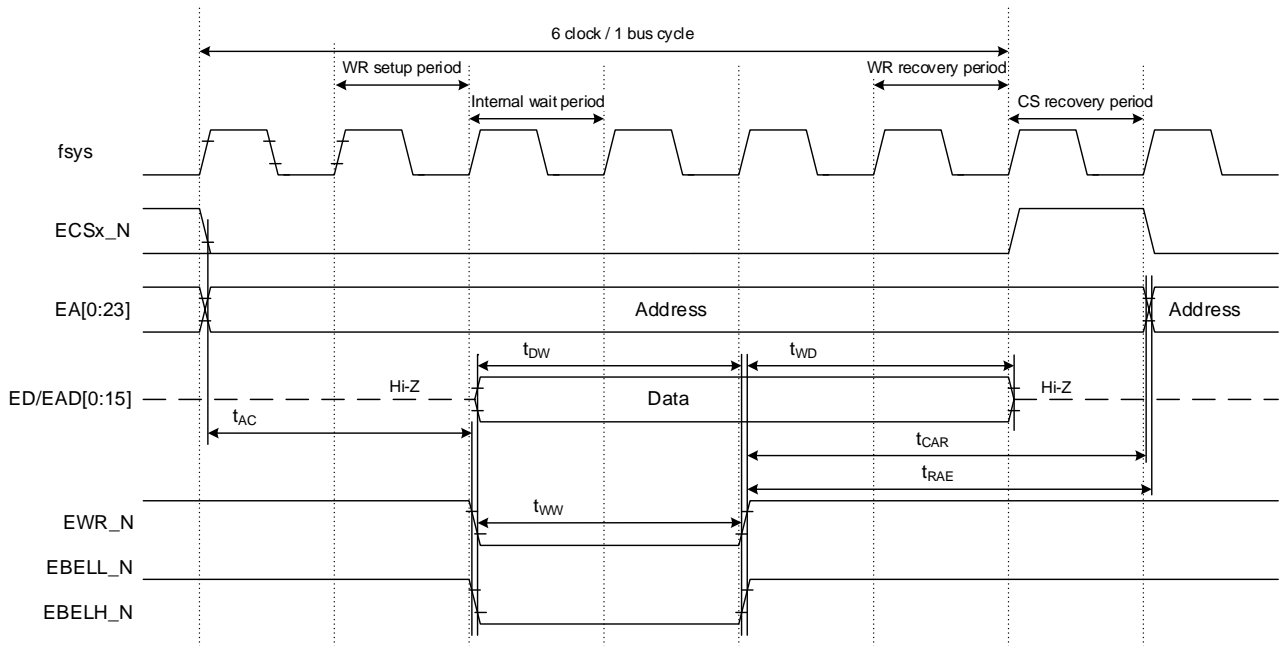 6 clock / 1 bus cycle
WR setup period
WR recovery period
Internal wait period
CS recovery period
fsys
ECSx_N
EA[0:23]
Address
Address
tDW
tWD
ED/EAD[0:15]
Hi-Z
Data
Hi-Z
tAC
tCAR
tRAE
EWR_N
tWW
EBELL_N
EBELH_N